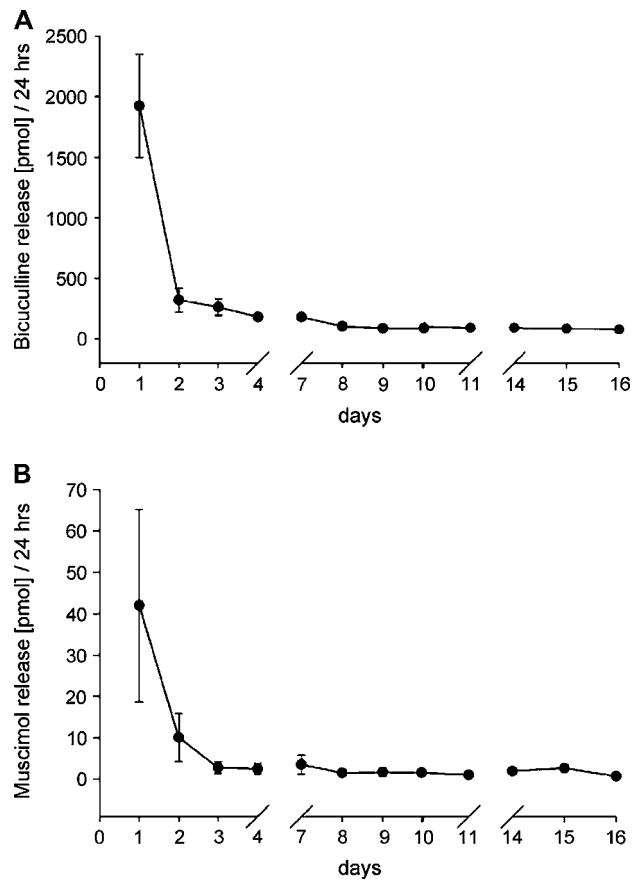 A
Bicuculline release [pmol] / 24 hrs
2500
2000
1500
1000
500
0
0 1 2 3 4 7 8 9 10 11 14 15 16
days
B
Muscimol release [pmol] / 24 hrs
70
60
50
40
30
20
10
0
0 1 2 3 4 7 8 9 10 11 14 15 16
days